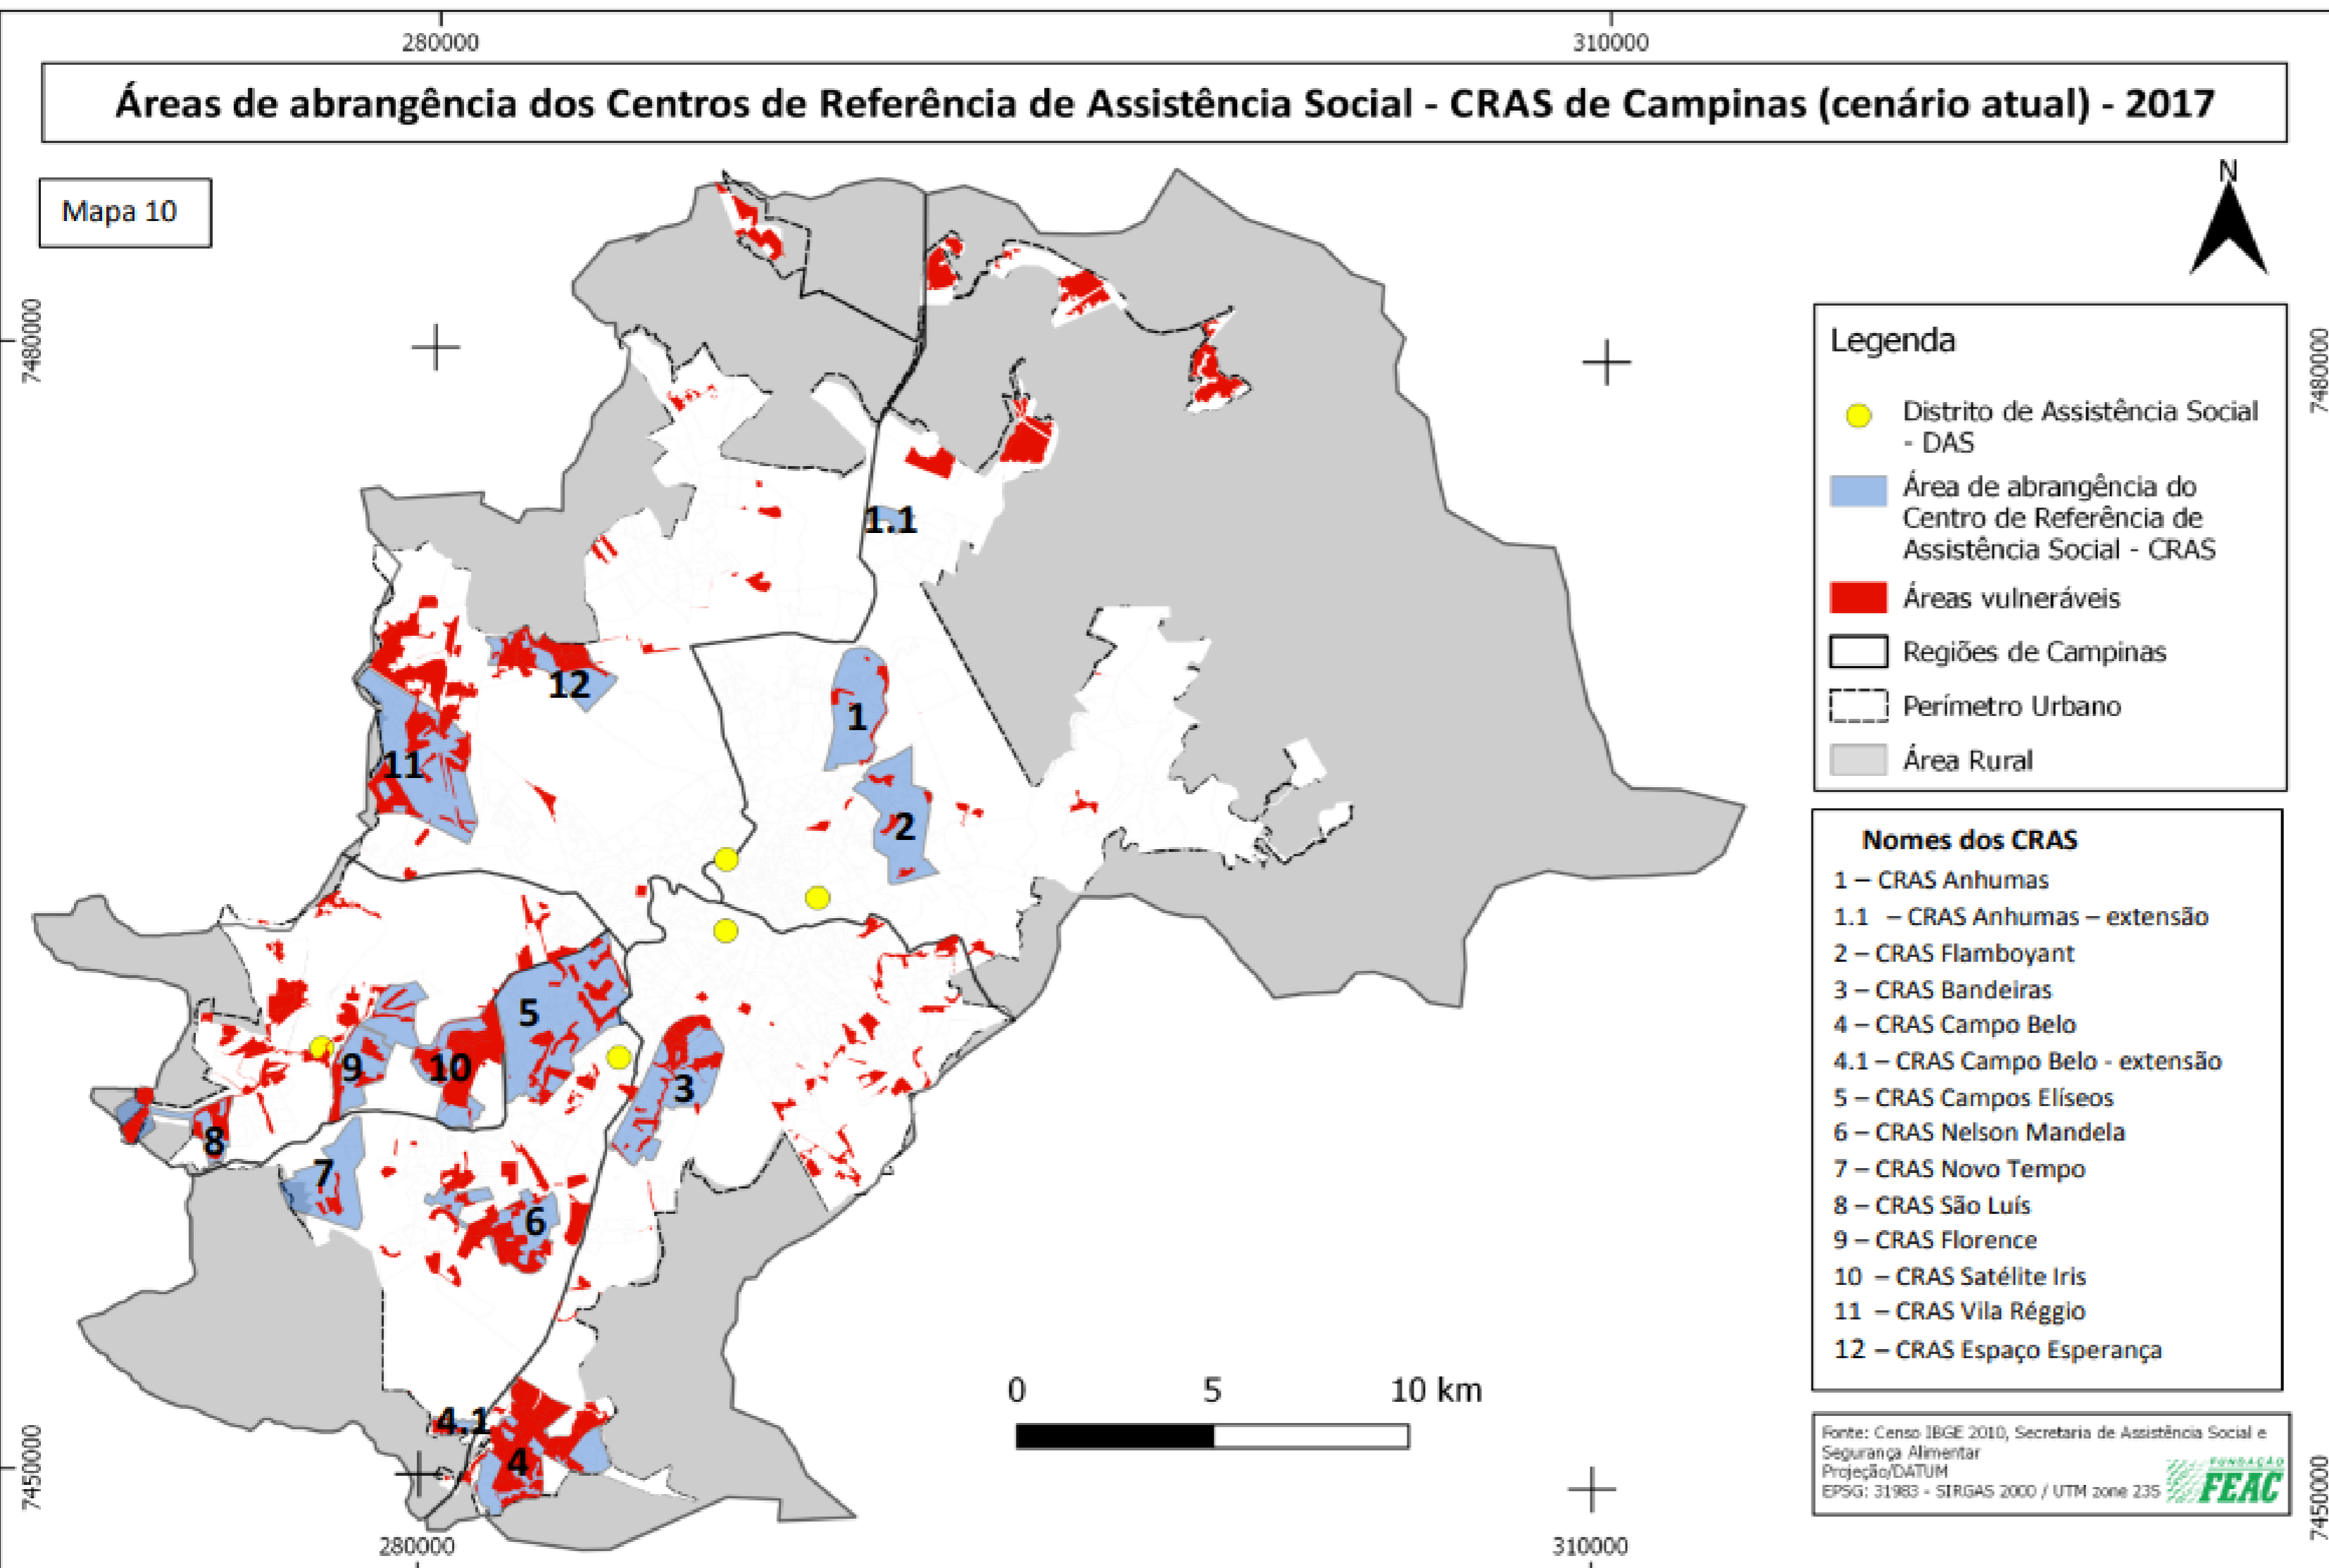 280000
310000
Áreas de abrangência dos Centros de Referência de Assistência Social - CRAS de Campinas (cenário atual) - 2017
Mapa 10
N
7480000
7480000
Legenda
Distrito de Assistência Social
- DAS
Área de abrangência do
Centro de Referência de
Assistência Social - CRAS
Áreas vulneráveis
Regiões de Campinas
Perímetro Urbano
Área Rural
1.1
12
1
11
2
5
9
10
3
8
7
6
4.1
4
Nomes dos CRAS
1 – CRAS Anhumas
1.1 – CRAS Anhumas – extensão
2 – CRAS Flamboyant
3 – CRAS Bandeiras
4 – CRAS Campo Belo
4.1 – CRAS Campo Belo - extensão
5 – CRAS Campos Elíseos
6 – CRAS Nelson Mandela
7 – CRAS Novo Tempo
8 – CRAS São Luís
9 – CRAS Florence
10 – CRAS Satélite Iris
11 – CRAS Vila Réggio
12 – CRAS Espaço Esperança
0 5 10 km
Fonte: Censo IBGE 2010, Secretaria de Assistência Social e
Segurança Alimentar
Projeção/DATUM
EPSG: 31983 - SIRGAS 2000 / UTM zone 23S
FUNDAÇÃO
FEAC
7450000
7450000
280000
310000